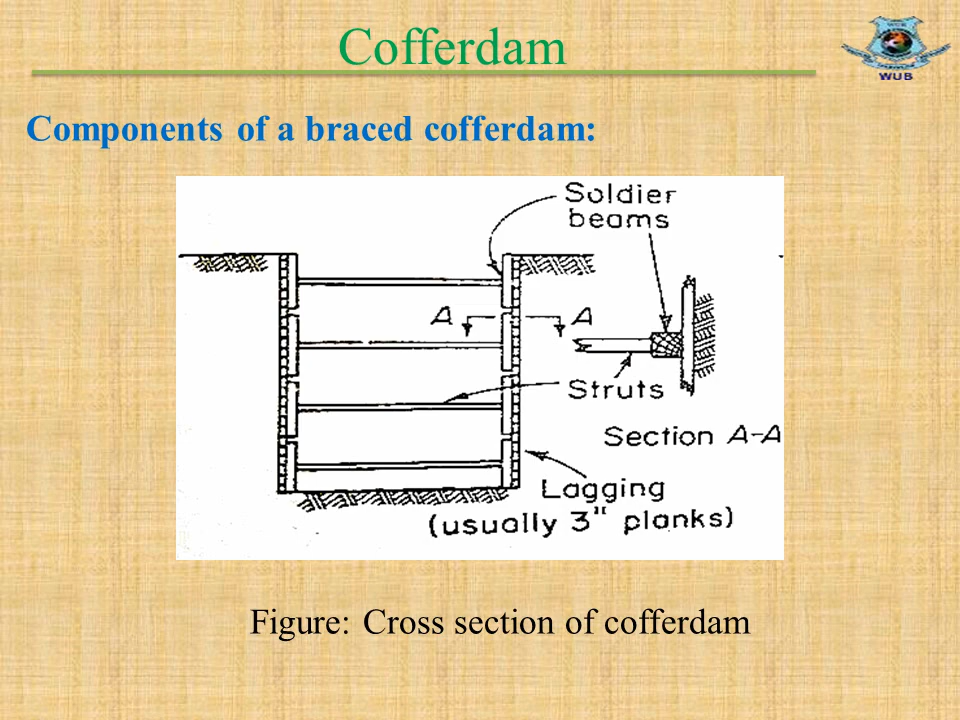 Cofferdam
WUB
Components of a braced cofferdam:
Soldier
beams
A A
Struts
Section A-A
Lagging
(usually 3" planks)
Figure: Cross section of cofferdam